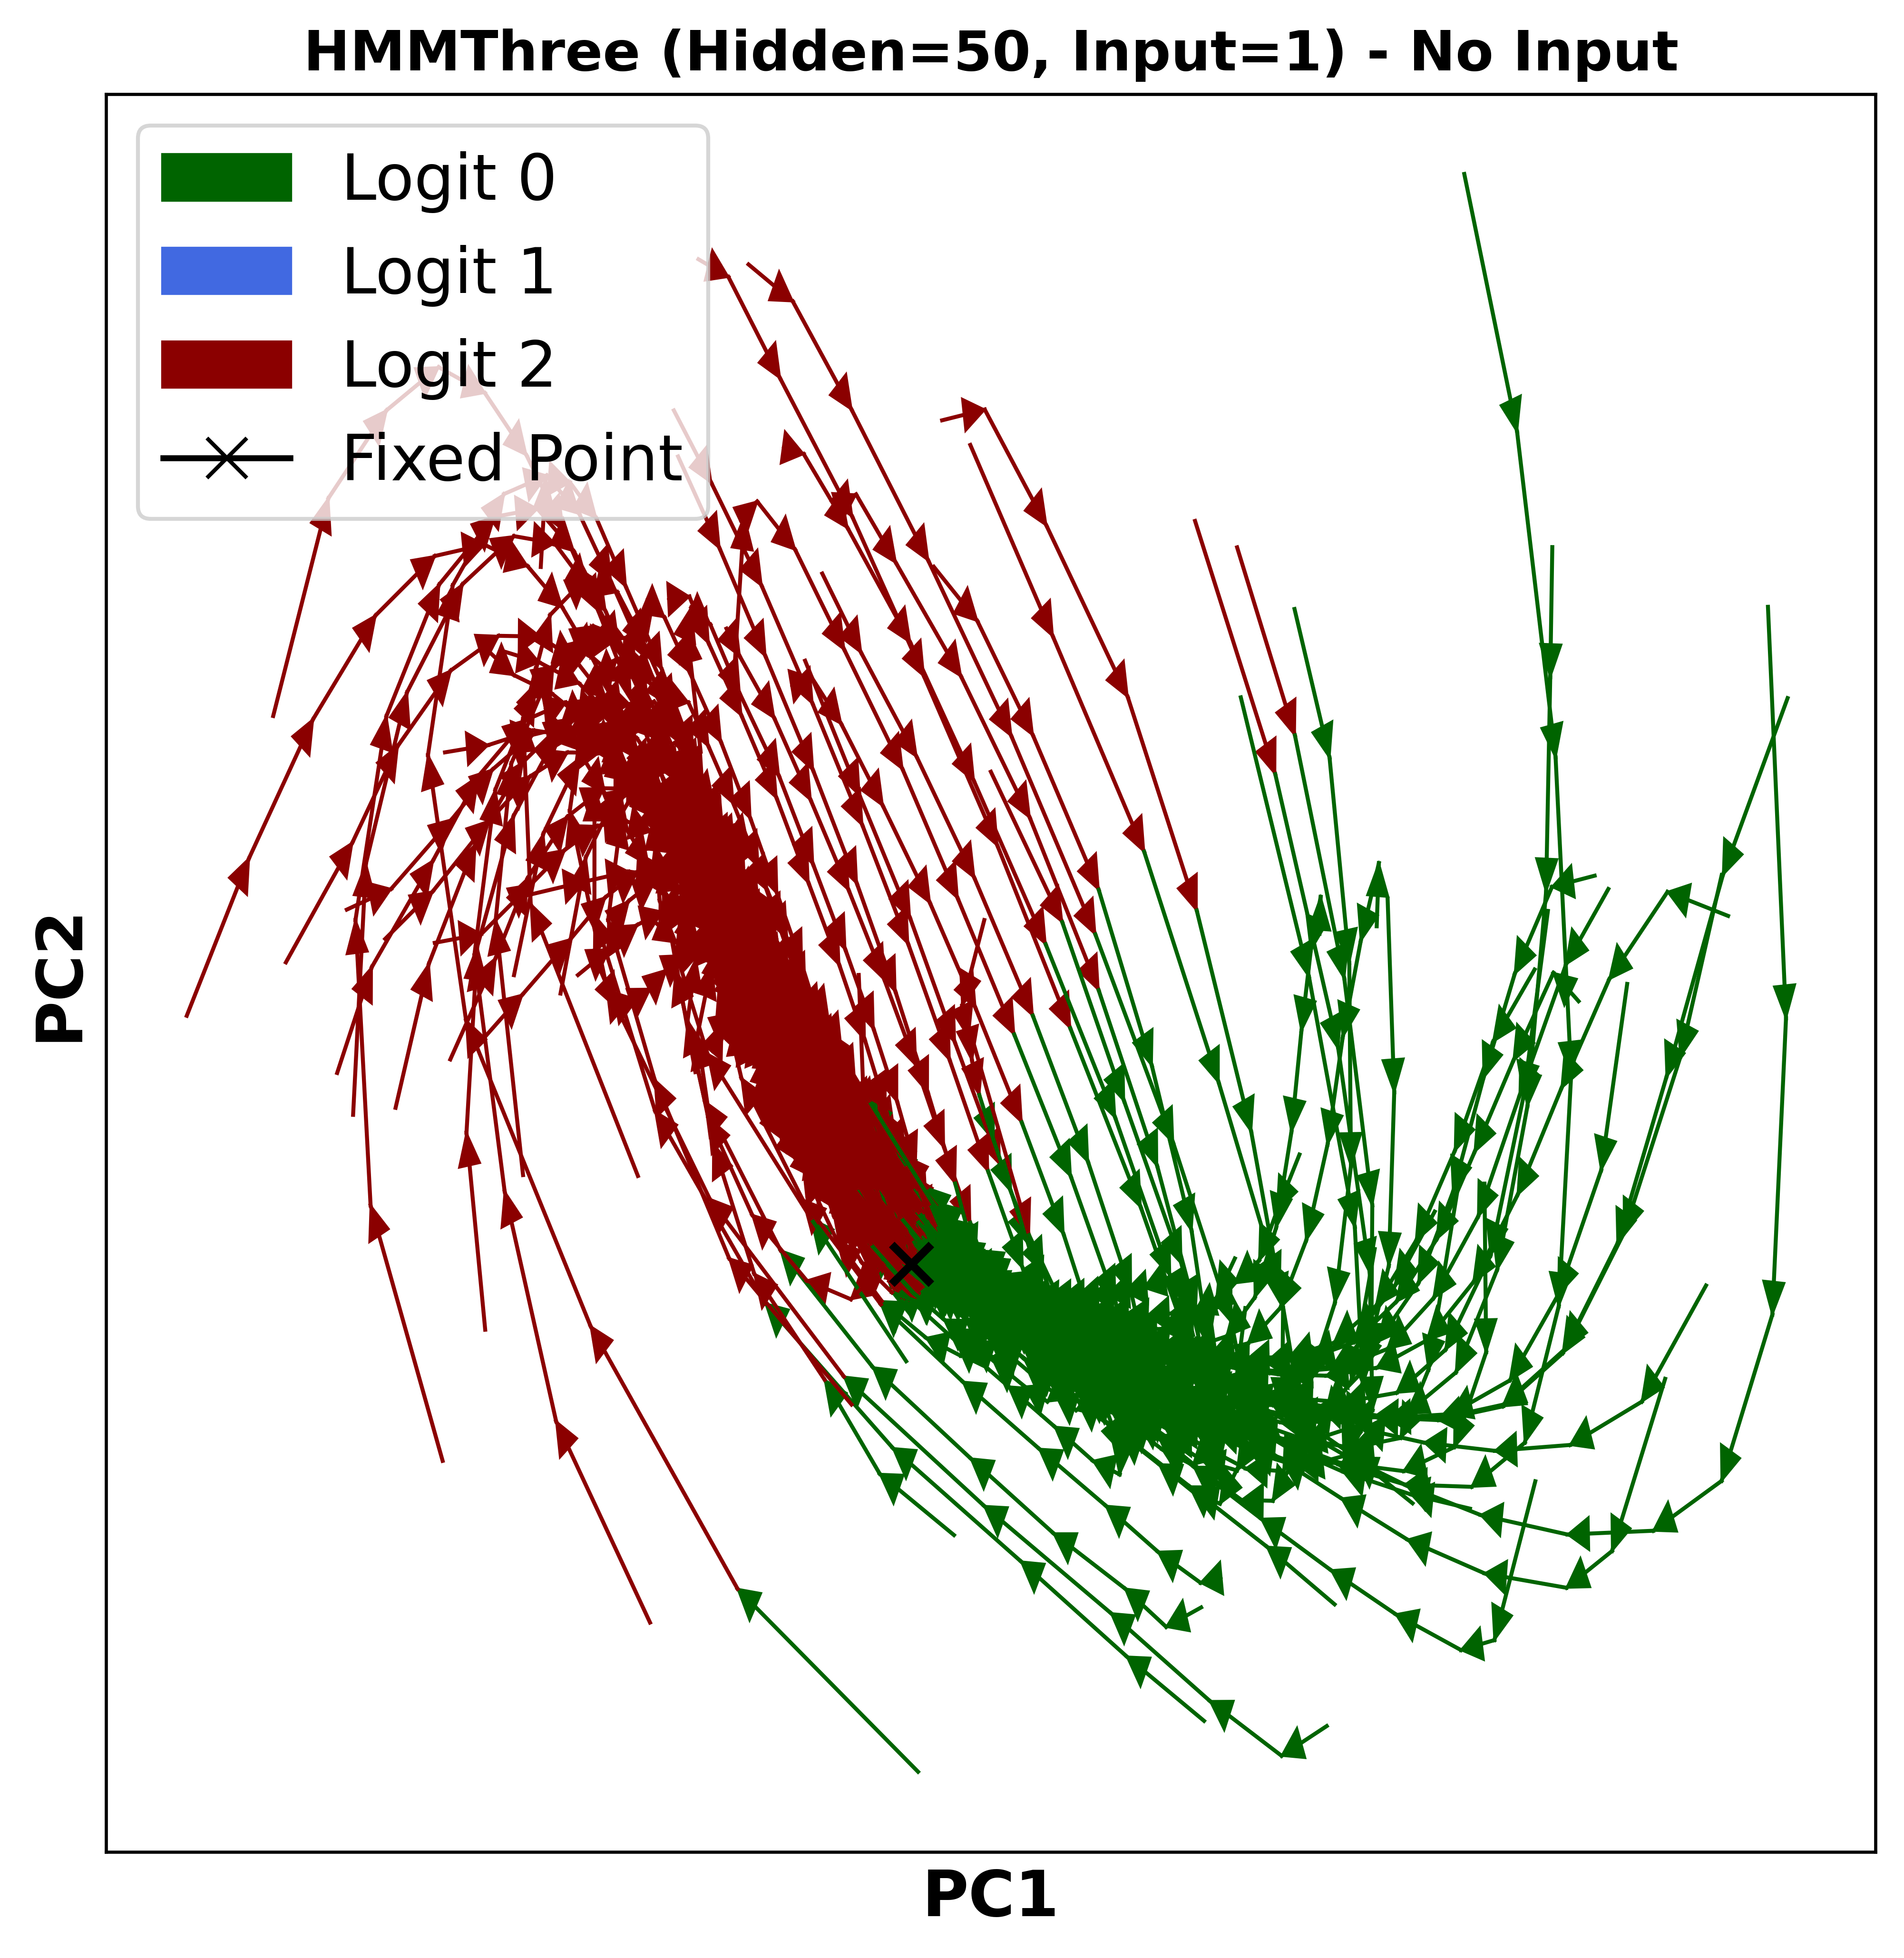 HMMThree (Hidden=50, Input=1) - No Input
Logit 0
Logit 1
Logit 2
Fixed Point
PC2
PC1